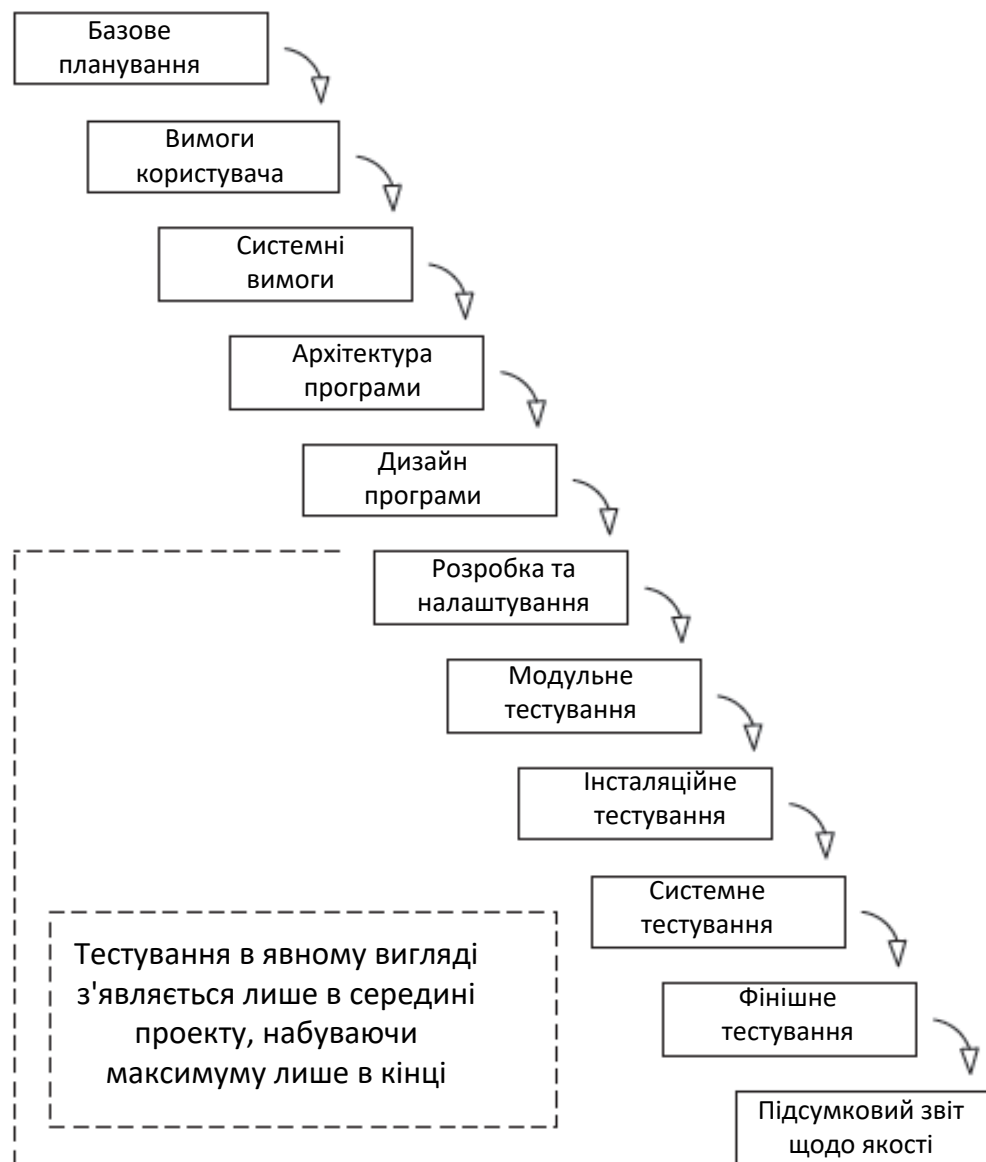 Базове
планування
Вимоги
користувача
Системні
вимоги
Архітектура
програми
Дизайн
програми
Розробка та
налаштування
Модульне
тестування
Інсталяційне
тестування
Системне
тестування
Тестування в явному вигляді
з'являється лише в середині
проекту, набуваючи
максимуму лише в кінці
Фінішне
тестування
Підсумковий звіт
щодо якості